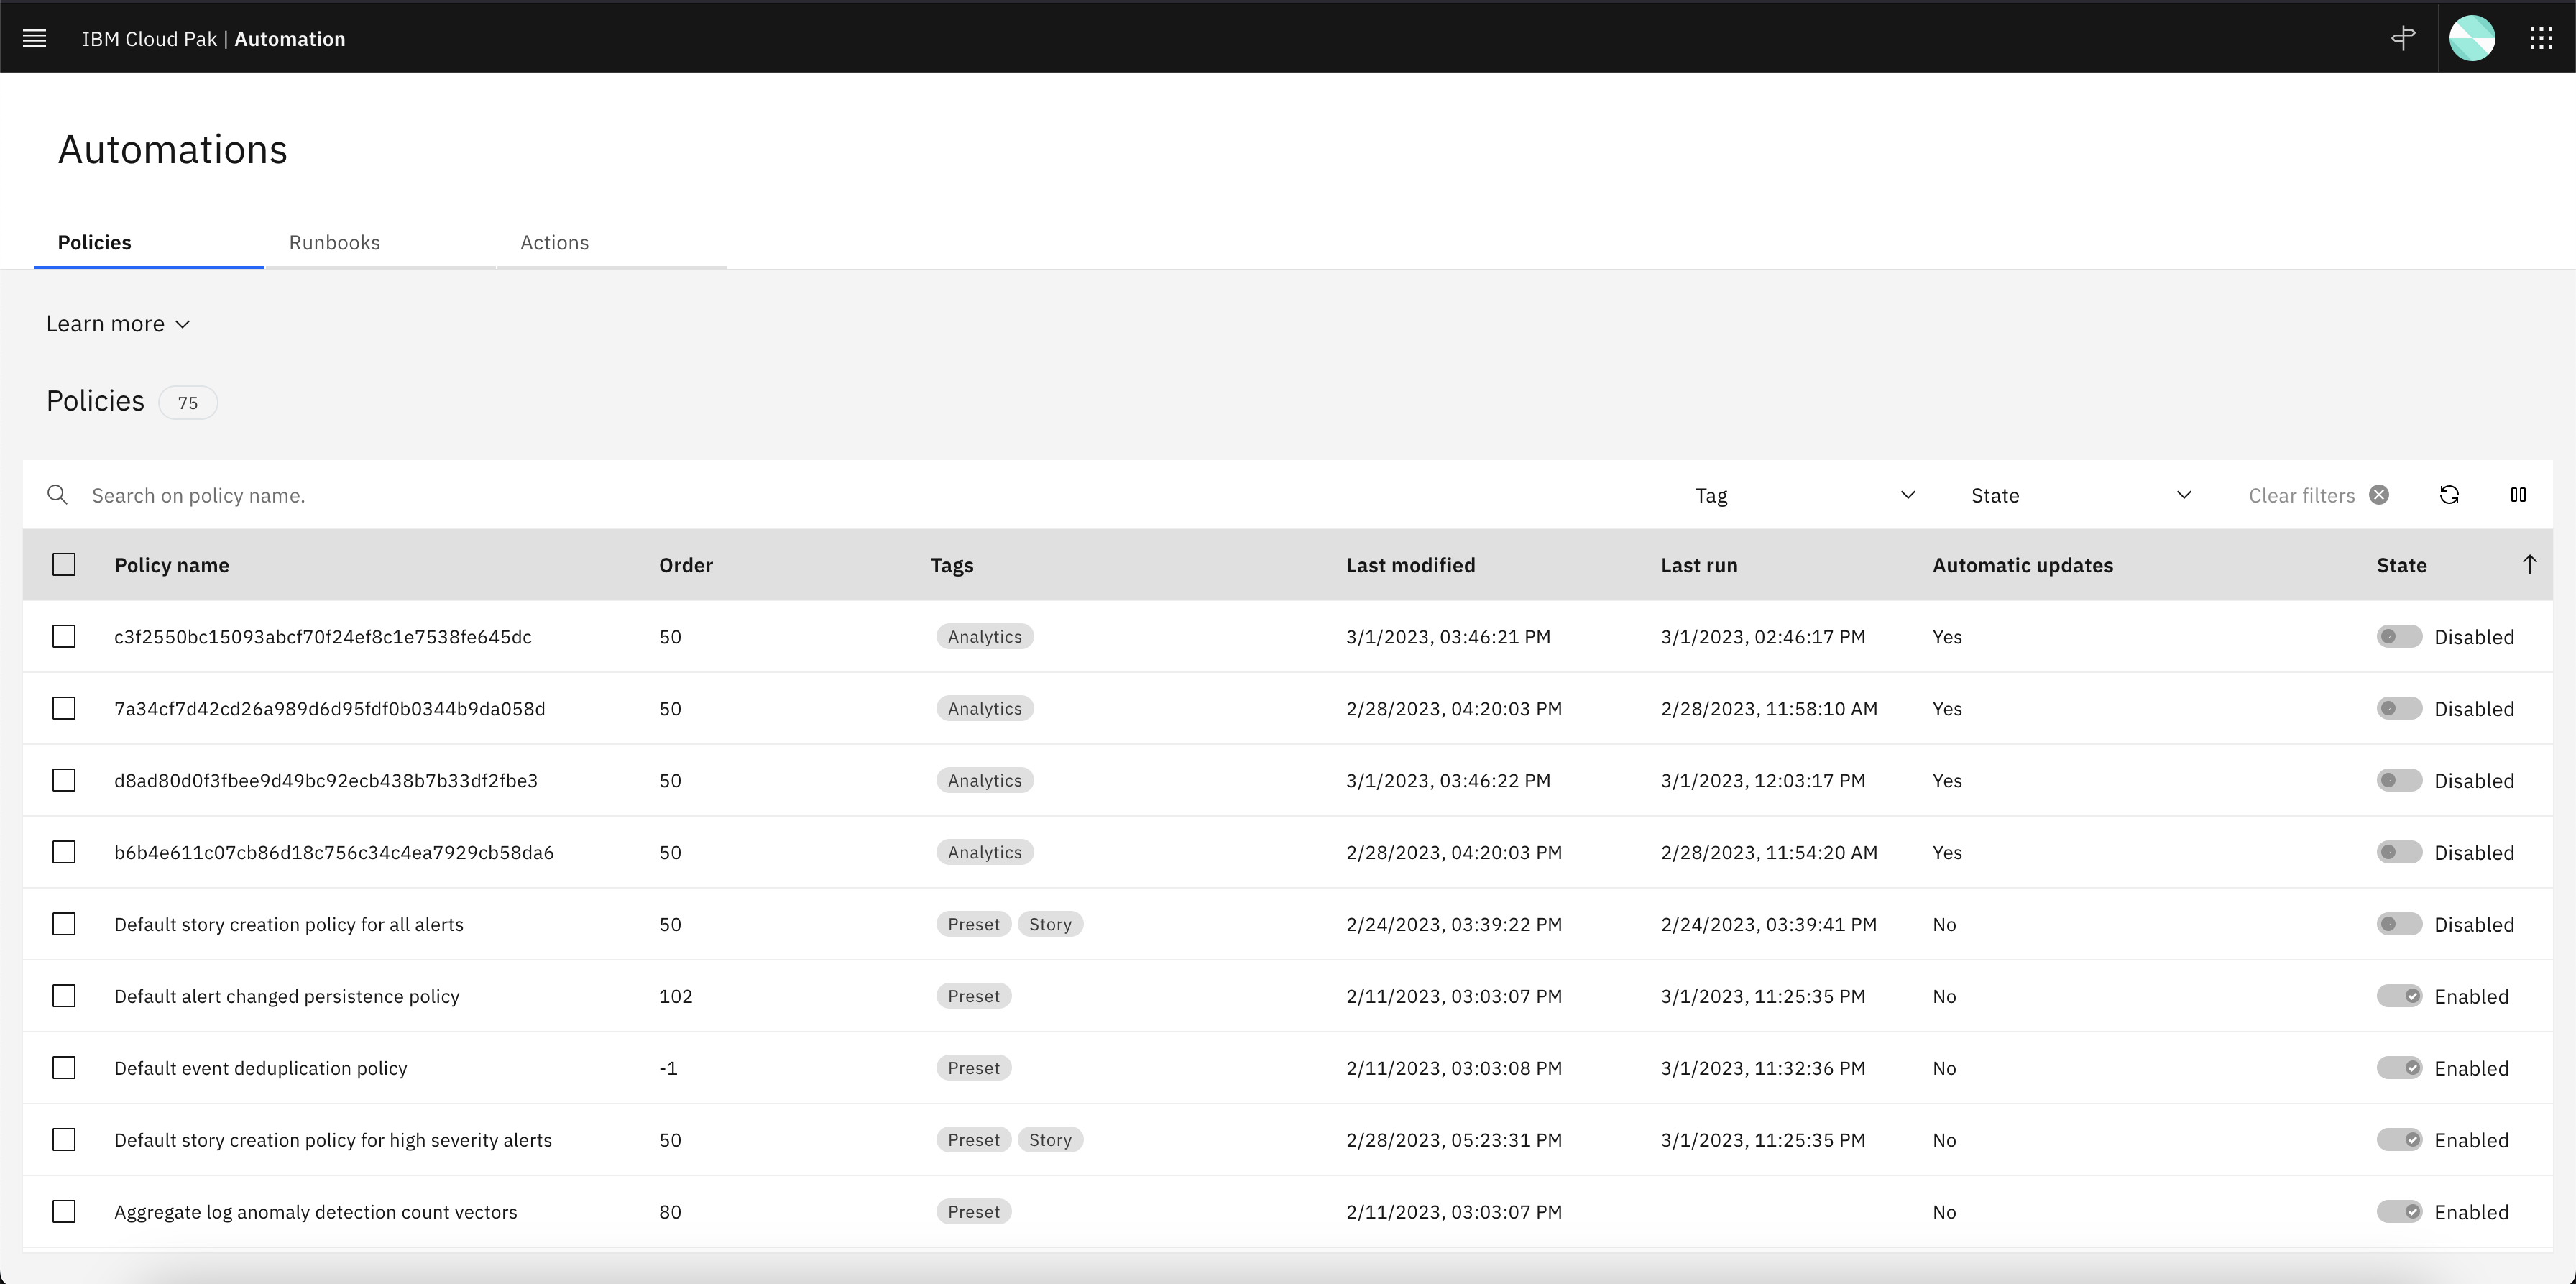 IBM Cloud Pak | Automation
Automations
Policies Runbooks Actions
Learn more
Policies 75
Search on policy name. Tag State Clear filters
Policy name Order Tags Last modified Last run Automatic updates State
c3f2550bc15093abcf70f24ef8c1e7538fe645dc 50 Analytics 3/1/2023, 03:46:21 PM 3/1/2023, 02:46:17 PM Yes Disabled
7a34cf7d42cd26a989d6d95fdf0b0344b9da058d 50 Analytics 2/28/2023, 04:20:03 PM 2/28/2023, 11:58:10 AM Yes Disabled
d8ad80d0f3fbee9d49bc92ecb438b7b33df2fbe3 50 Analytics 3/1/2023, 03:46:22 PM 3/1/2023, 12:03:17 PM Yes Disabled
b6b4e611c07cb86d18c756c34c4ea7929cb58da6 50 Analytics 2/28/2023, 04:20:03 PM 2/28/2023, 11:54:20 AM Yes Disabled
Default story creation policy for all alerts 50 Preset Story 2/24/2023, 03:39:22 PM 2/24/2023, 03:39:41 PM No Disabled
Default alert changed persistence policy 102 Preset 2/11/2023, 03:03:07 PM 3/1/2023, 11:25:35 PM No Enabled
Default event deduplication policy -1 Preset 2/11/2023, 03:03:08 PM 3/1/2023, 11:32:36 PM No Enabled
Default story creation policy for high severity alerts 50 Preset Story 2/28/2023, 05:23:31 PM 3/1/2023, 11:25:35 PM No Enabled
Aggregate log anomaly detection count vectors 80 Preset 2/11/2023, 03:03:07 PM No Enabled